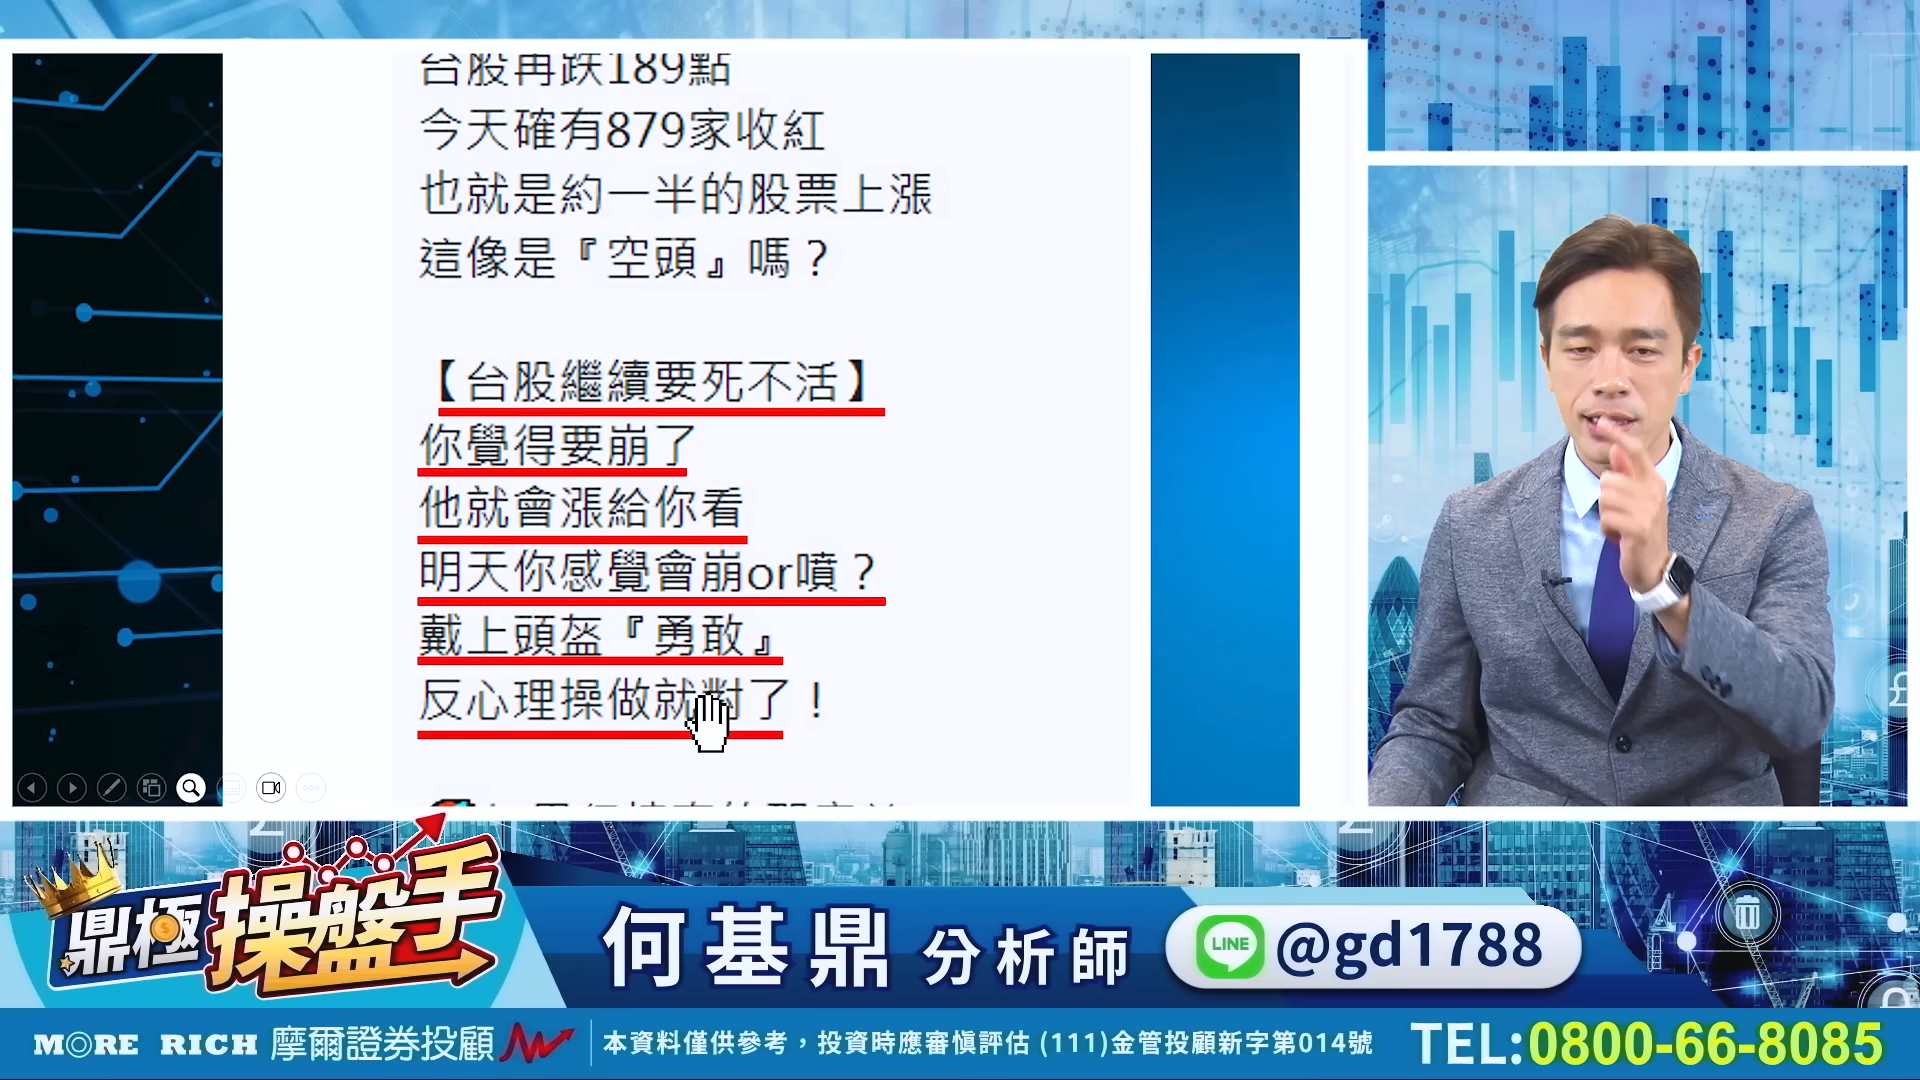 台股再跌189點
今天確有879家收紅
也就是約一半的股票上漲
這像是『空頭』嗎？
【台股繼續要死不活】
你覺得要崩了
他就會漲給你看
明天你感覺會崩or噴？
戴上頭盔『勇敢』
反心理操做就對了！
鼎極操盤手
何基鼎 分析師
LINE @gd1788
MORE RICH 摩爾證券投顧
本資料僅供參考，投資時應審慎評估 (111)金管投顧新字第014號
TEL:0800-66-8085